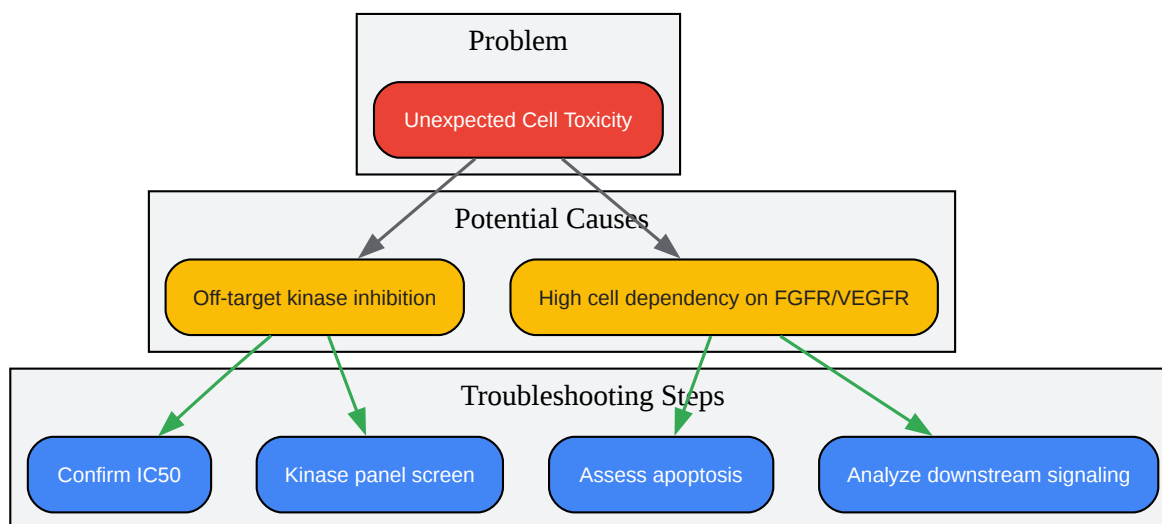 Problem
Unexpected Cell Toxicity
Potential Causes
Off-target kinase inhibition
High cell dependency on FGFR/VEGFR
Troubleshooting Steps
Confirm IC50
Kinase panel screen
Assess apoptosis
Analyze downstream signaling